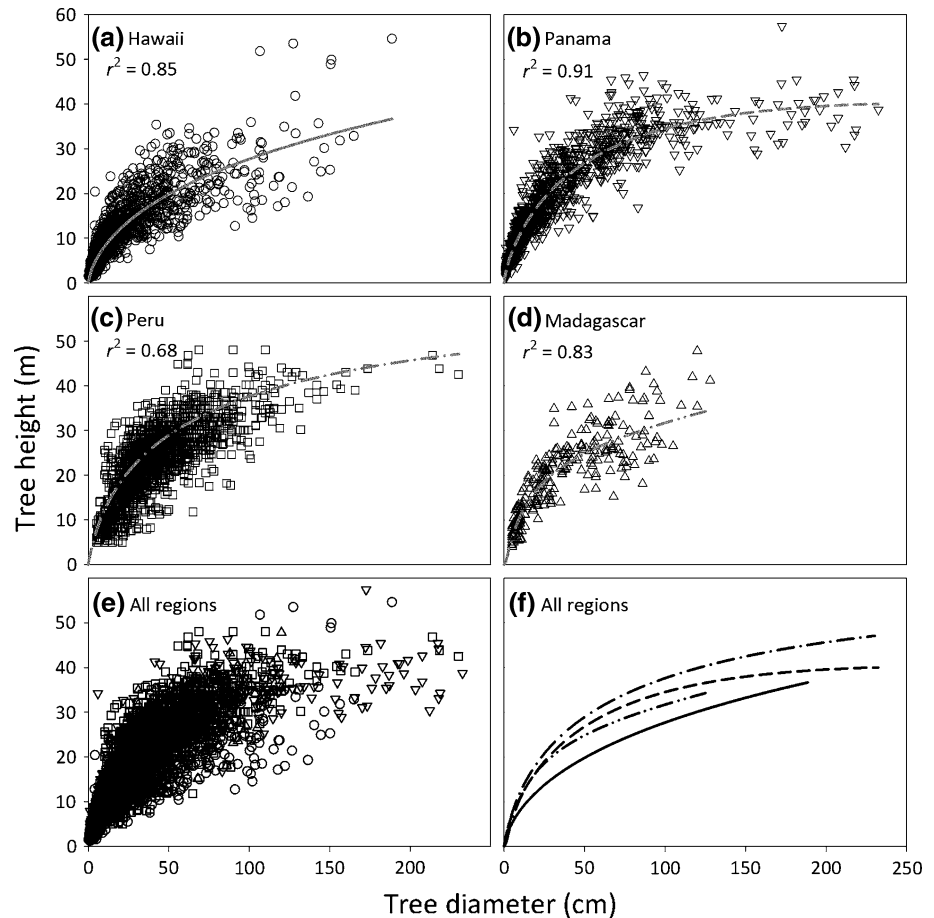 60
50
40
30
20
10
0
(a) Hawaii
r² = 0.85
(b) Panama
r² = 0.91
50
40
30
20
10
0
(c) Peru
r² = 0.68
(d) Madagascar
r² = 0.83
Tree height (m)
50
40
30
20
10
0
(e) All regions
(f) All regions
0 50 100 150 200
0 50 100 150 200 250
Tree diameter (cm)